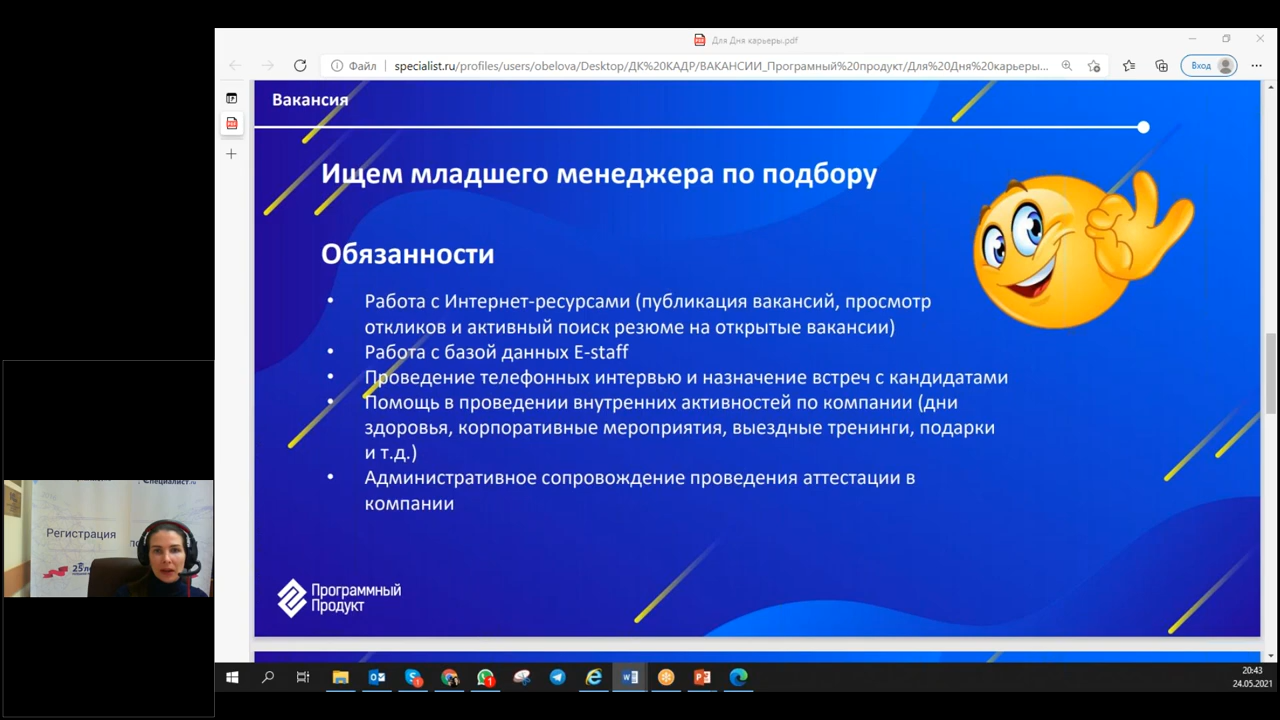 Для Дня карьеры.pdf
Файл
specialist.ru/profiles/users/obelova/Desktop/ДК%20КАДР/ВАКАНСИИ_Програмный%20продукт/Для%20Дня%20карьеры...
Вход
Вакансия
Ищем младшего менеджера по подбору
Обязанности
• Работа с Интернет-ресурсами (публикация вакансий, просмотр
откликов и активный поиск резюме на открытые вакансии)
• Работа с базой данных E-staff
• Проведение телефонных интервью и назначение встреч с кандидатами
• Помощь в проведении внутренних активностей по компании (дни
здоровья, корпоративные мероприятия, выездные тренинги, подарки
и т.д.)
• Административное сопровождение проведения аттестации в
компании
Программный
Продукт
Специалист.ru
Регистрация
25
20:43
24.05.2021